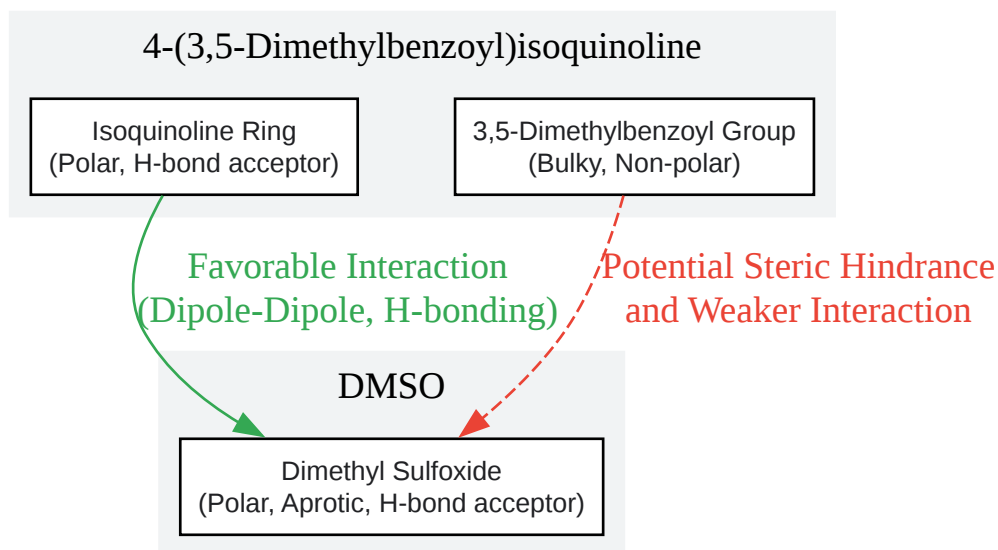 4-(3,5-Dimethylbenzoyl)isoquinoline
Isoquinoline Ring
(Polar, H-bond acceptor)
3,5-Dimethylbenzoyl Group
(Bulky, Non-polar)
Favorable Interaction
(Dipole-Dipole, H-bonding)
Potential Steric Hindrance
and Weaker Interaction
DMSO
Dimethyl Sulfoxide
(Polar, Aprotic, H-bond acceptor)